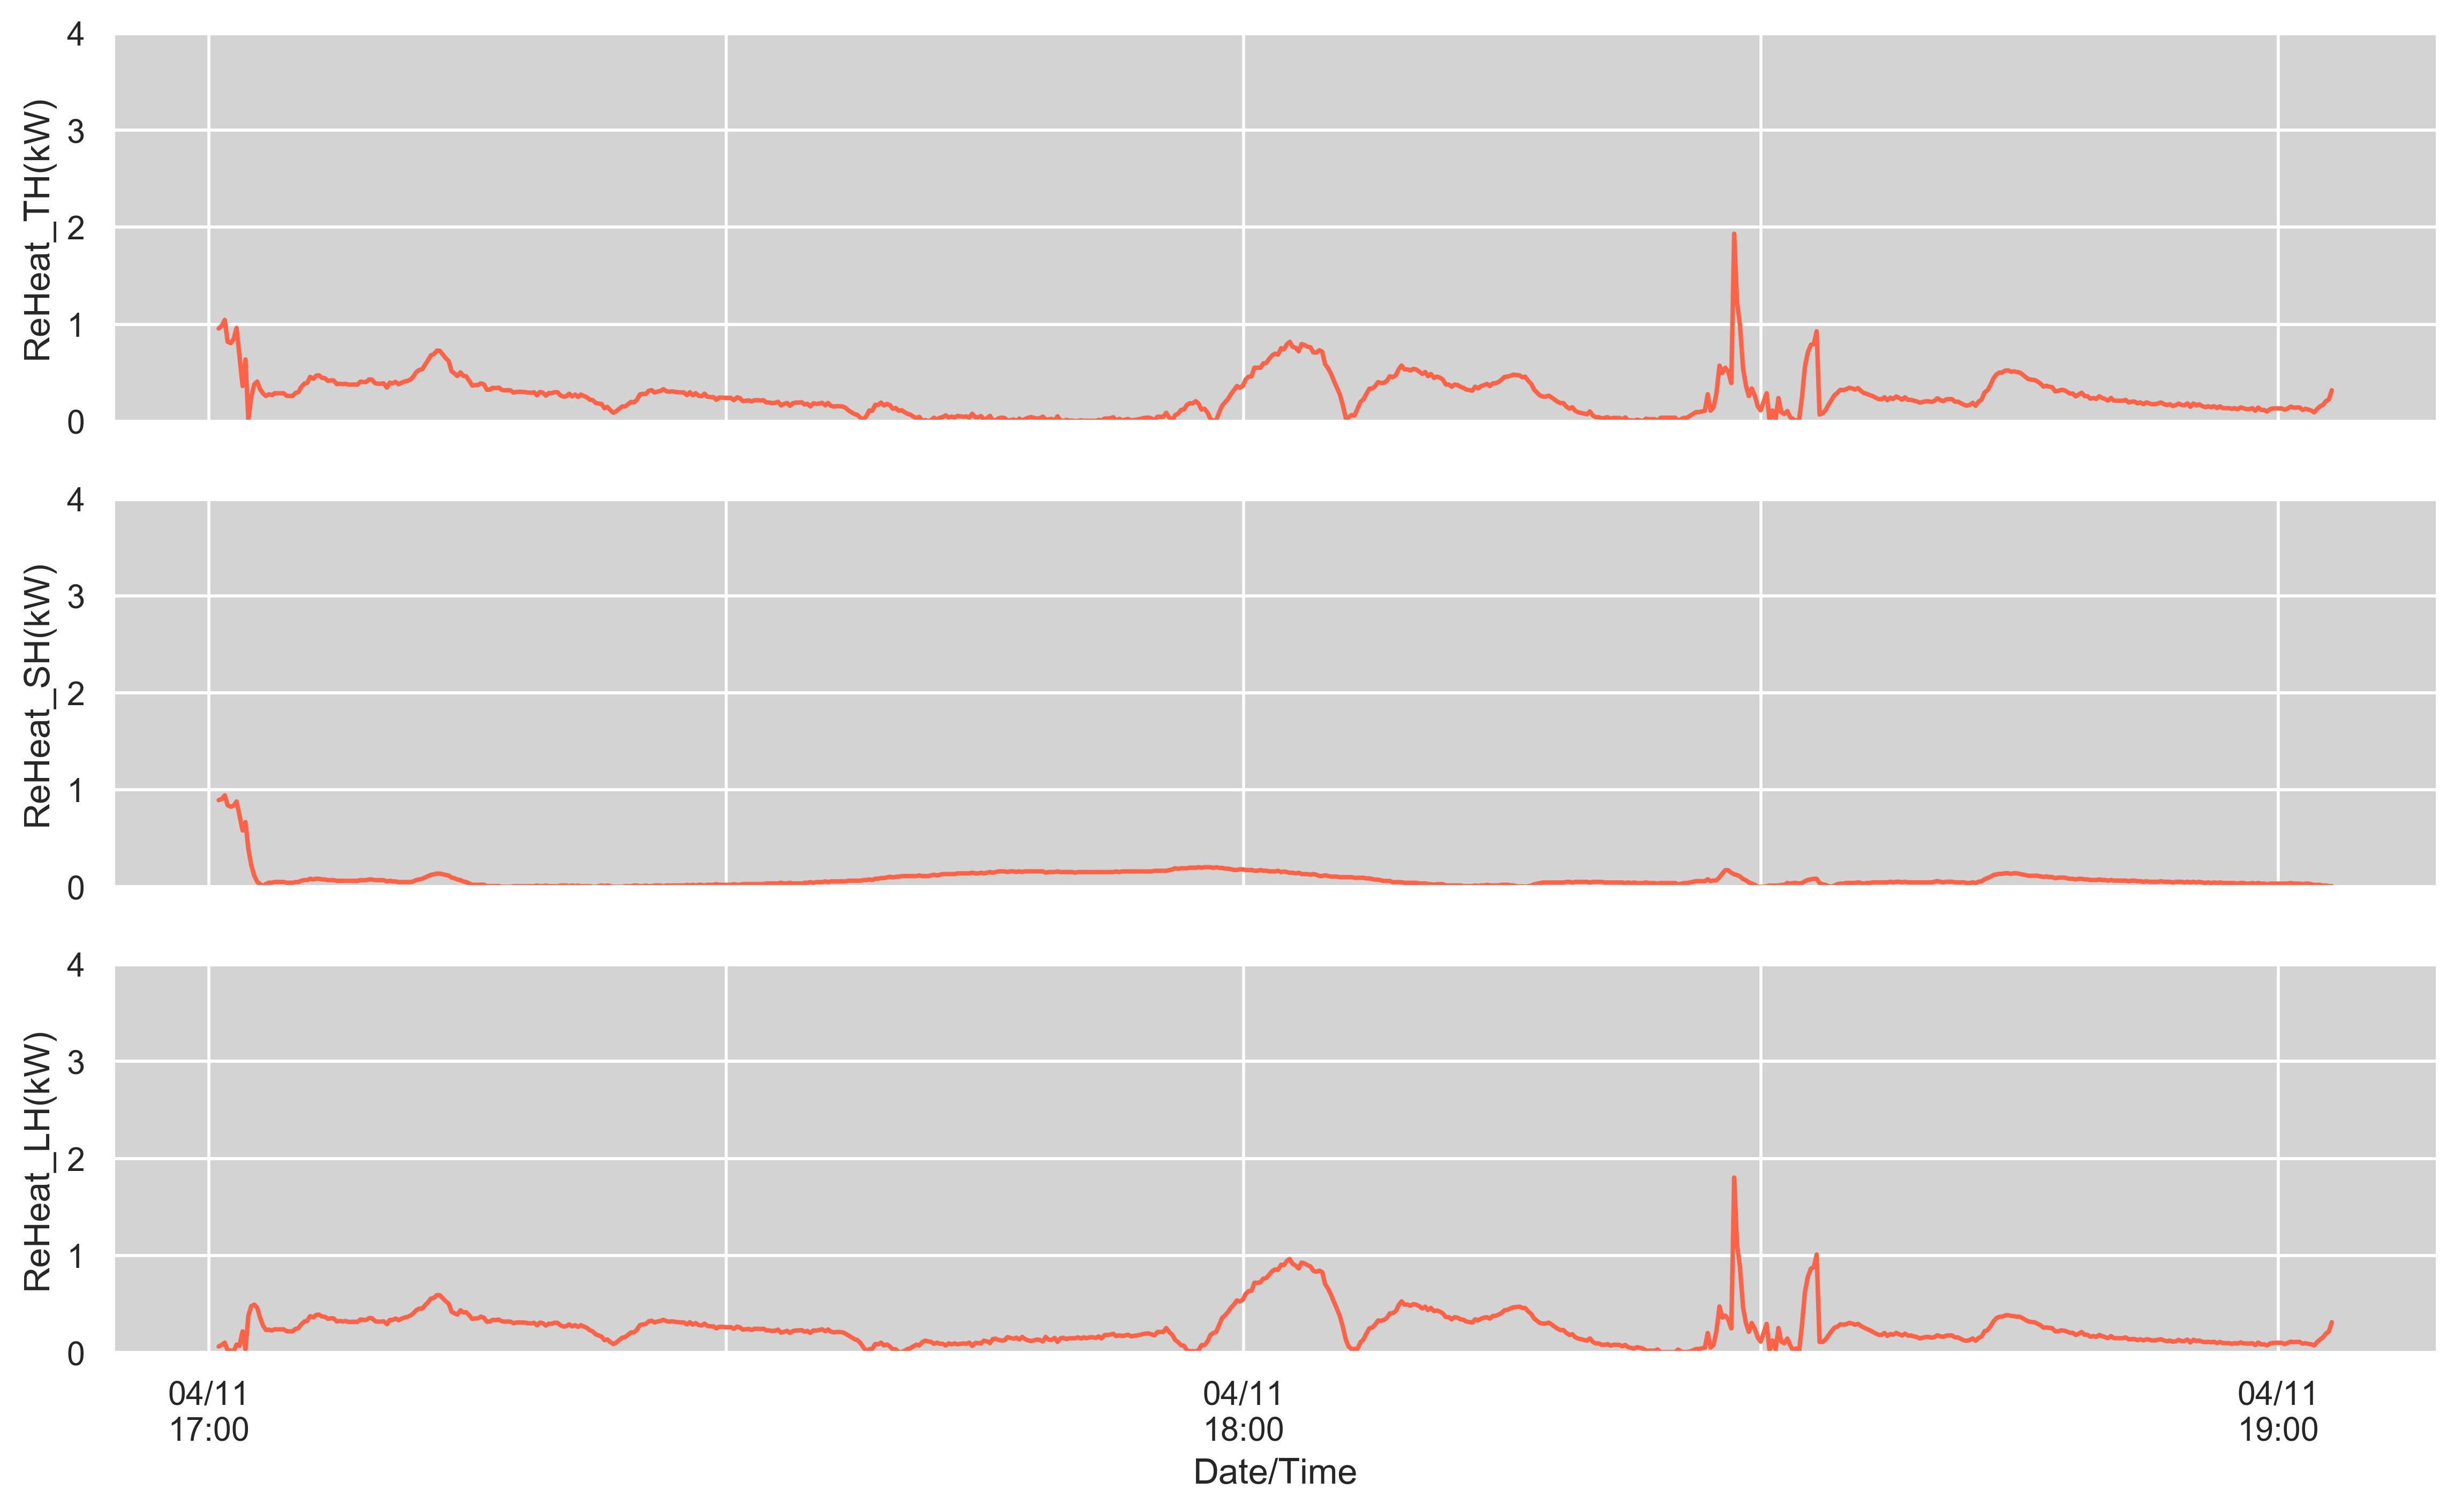 ReHeat_TH(kW)
4
3
2
1
0
ReHeat_SH(kW)
4
3
2
1
0
ReHeat_LH(kW)
4
3
2
1
0
04/11 04/11 04/11
17:00 18:00 19:00
Date/Time